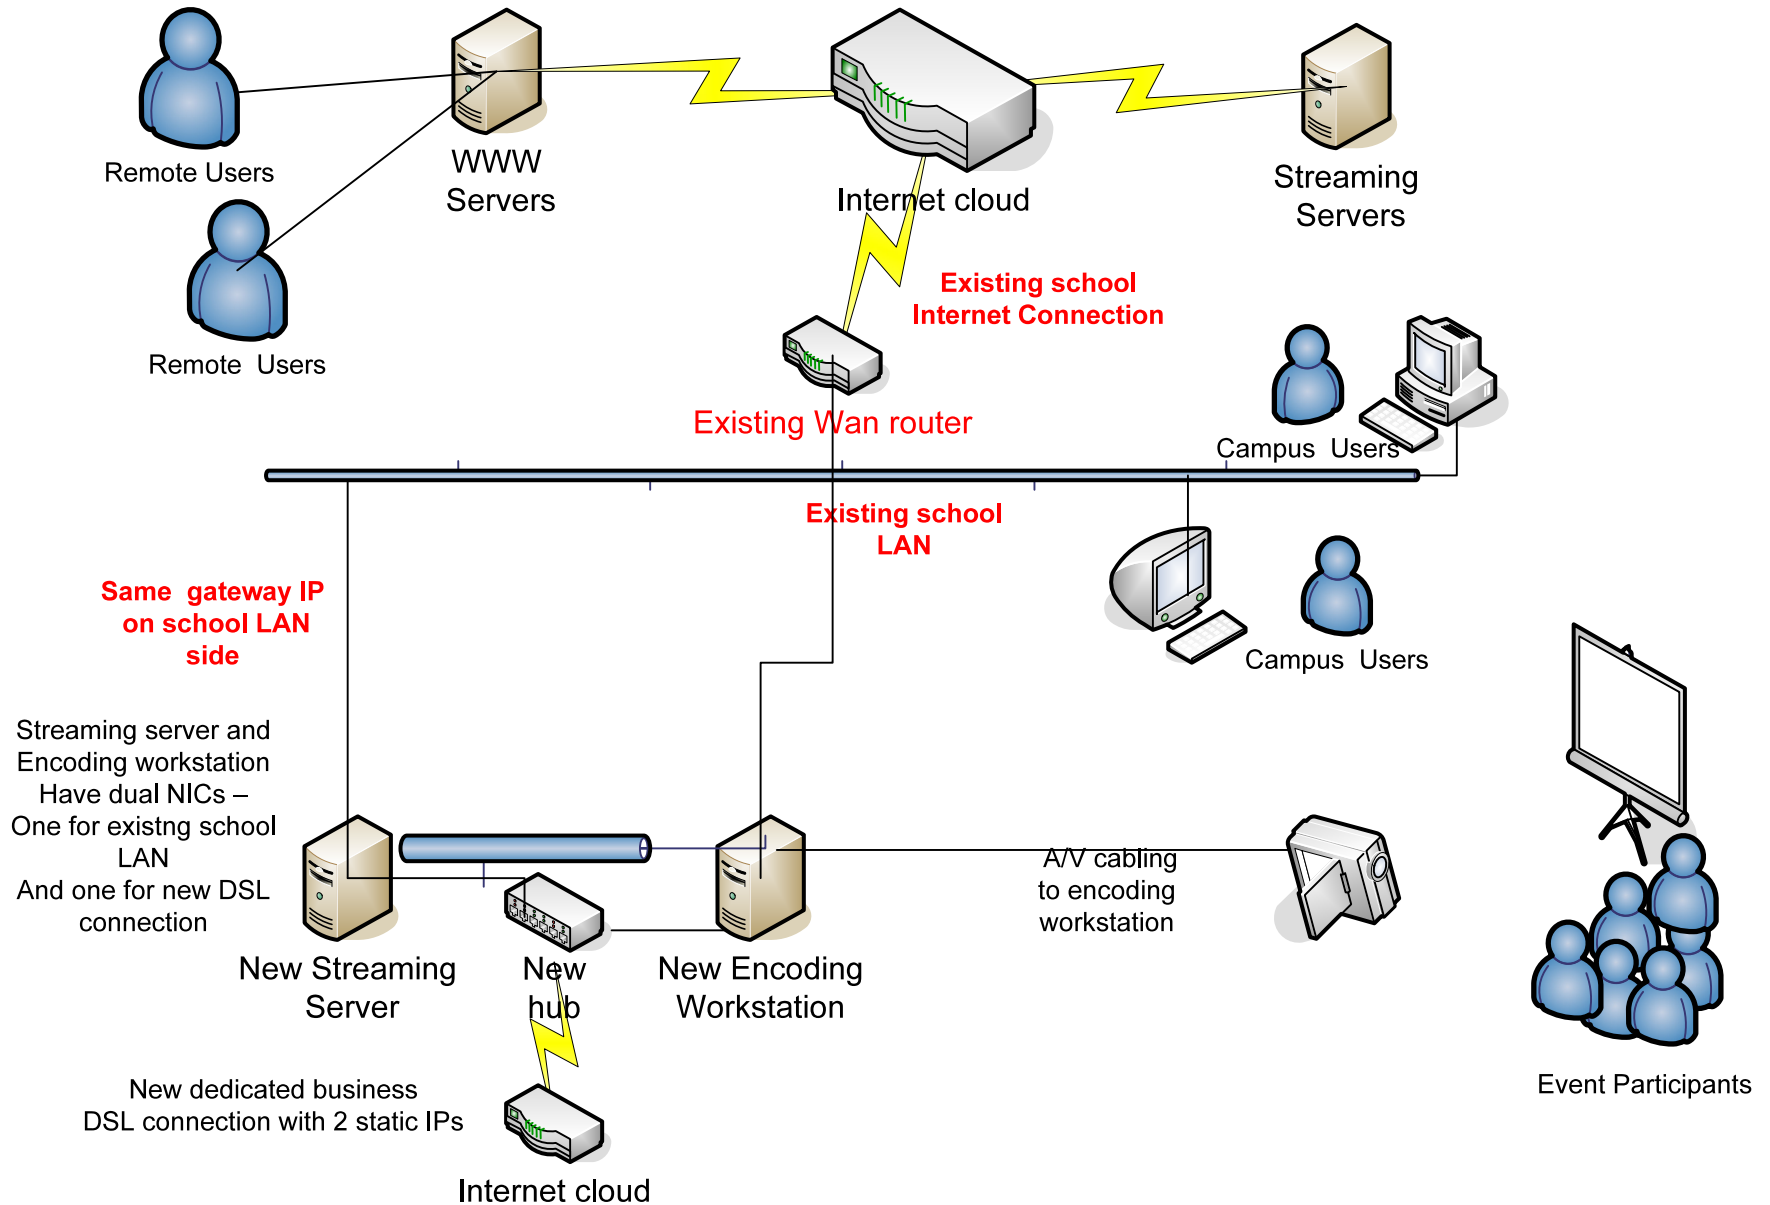 Remote Users
WWW
Servers
Internet cloud
Streaming
Servers
Remote  Users
Existing school
Internet Connection
Existing Wan router
Campus  Users
Existing school
LAN
Same  gateway IP
on school LAN
side
Campus  Users
Streaming server and
Encoding workstation
Have dual NICs –
One for existng school
LAN
And one for new DSL
connection
A/V cabling
to encoding
workstation
New Streaming
Server
New
hub
New Encoding
Workstation
New dedicated business
DSL connection with 2 static IPs
Event Participants
Internet cloud